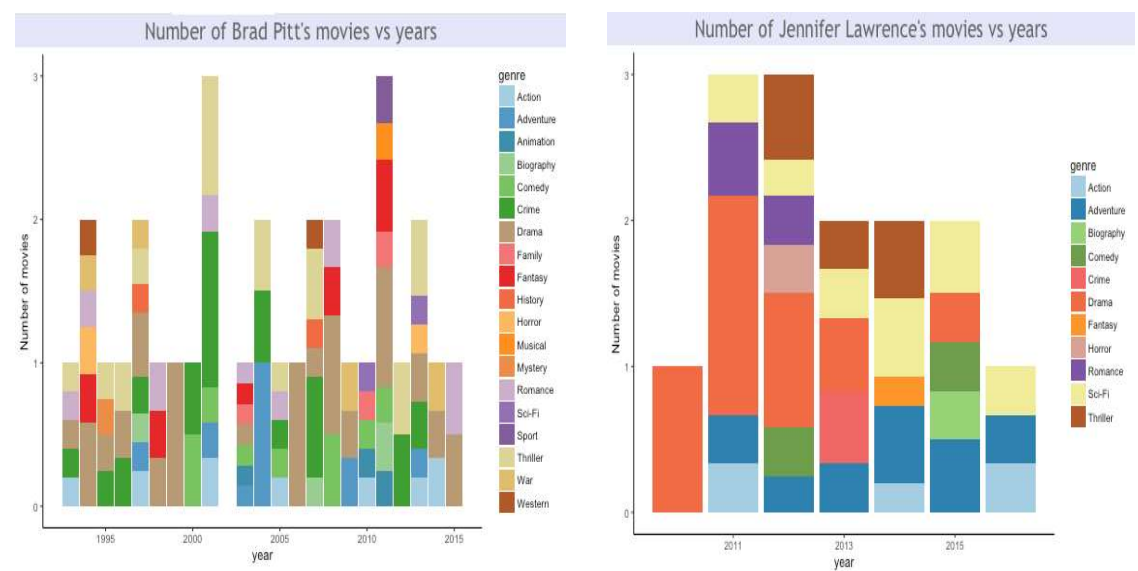 Number of Brad Pitt's movies vs years
3
2
1
0
Number of movies
1995
2000
2005
2010
2015
year
genre
Action
Adventure
Animation
Biography
Comedy
Crime
Drama
Family
Fantasy
History
Horror
Musical
Mystery
Romance
Sci-Fi
Sport
Thriller
War
Western
Number of Jennifer Lawrence's movies vs years
3
2
1
0
Number of movies
2011
2013
2015
year
genre
Action
Adventure
Biography
Comedy
Crime
Drama
Fantasy
Horror
Romance
Sci-Fi
Thriller